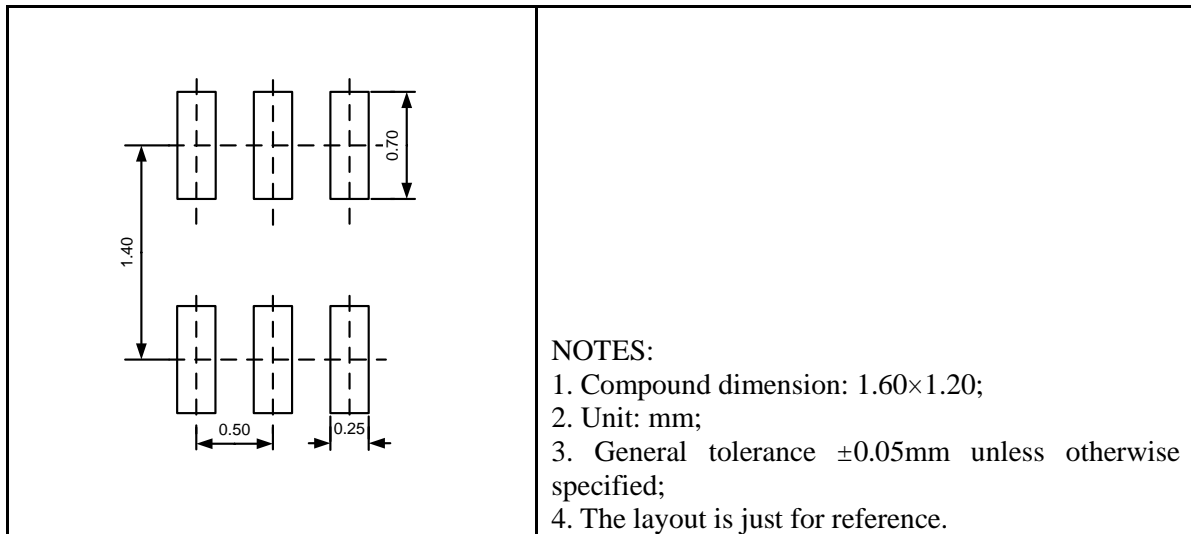 0.70
1.40
0.50
0.25
NOTES:
1. Compound dimension: 1.60×1.20;
2. Unit: mm;
3. General tolerance ±0.05mm unless otherwise
specified;
4. The layout is just for reference.